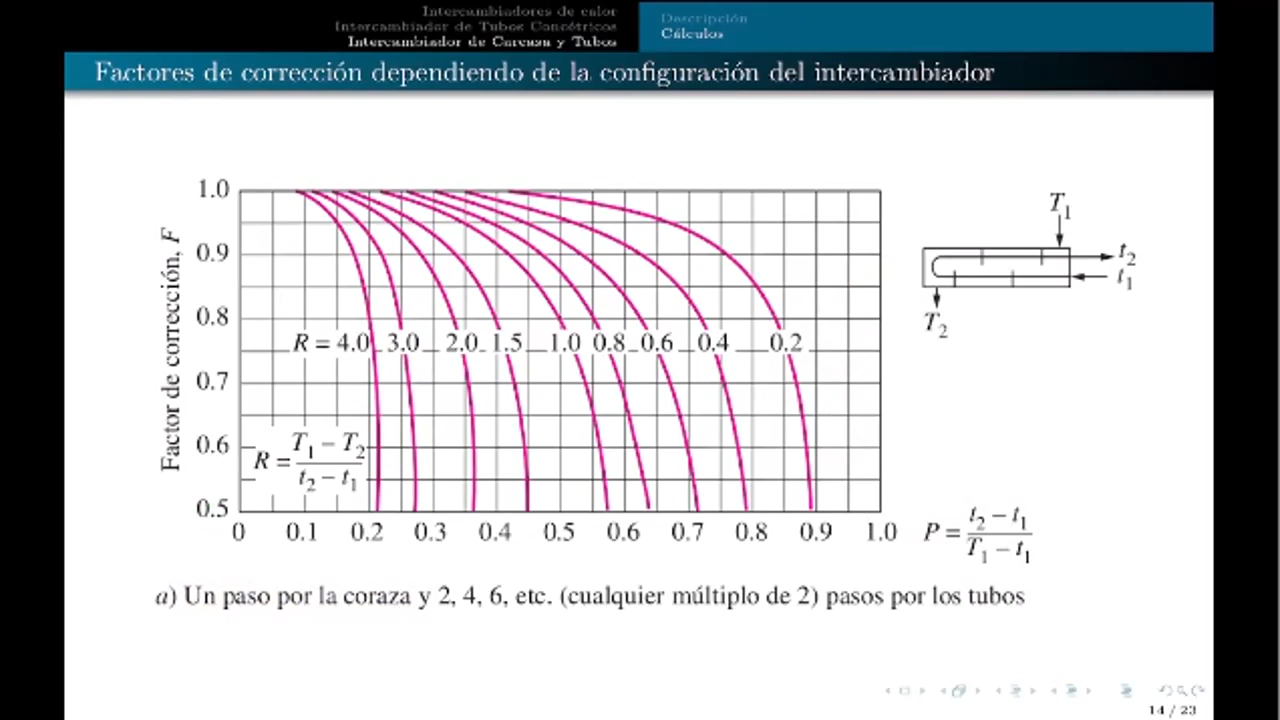 Intercambiadores de calor
Intercambiador de Tubos Concétricos
Intercambiador de Carcasa y Tubos
Descripción
Cálculos
Factores de corrección dependiendo de la configuración del intercambiador
Factor de corrección, F
1.0
0.9
0.8
0.7
0.6
0.5
R = 4.0 3.0 2.0 1.5 1.0 0.8 0.6 0.4 0.2
R = T1 − T2 / t2 − t1
0 0.1 0.2 0.3 0.4 0.5 0.6 0.7 0.8 0.9 1.0
T1
t2
t1
T2
P = t2 − t1 / T1 − t1
a) Un paso por la coraza y 2, 4, 6, etc. (cualquier múltiplo de 2) pasos por los tubos
14 / 23